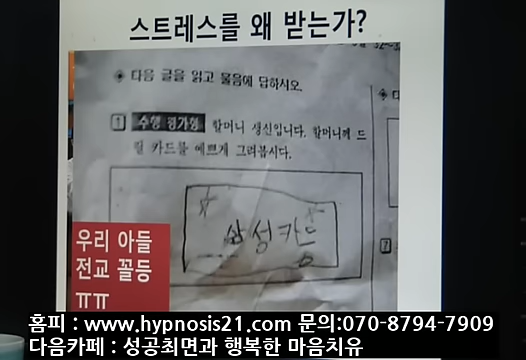 스트레스를 왜 받는가?
◈ 다음 글을 읽고 물음에 답하시오.
1 수행 평가형 할머니 생신입니다. 할머니께 드
릴 카드를 예쁘게 그려봅시다.
삼성카드
우리 아들
전교 꼴등
ㅠㅠ
홈피 : www.hypnosis21.com 문의:070-8794-7909
다음카페 : 성공최면과 행복한 마음치유